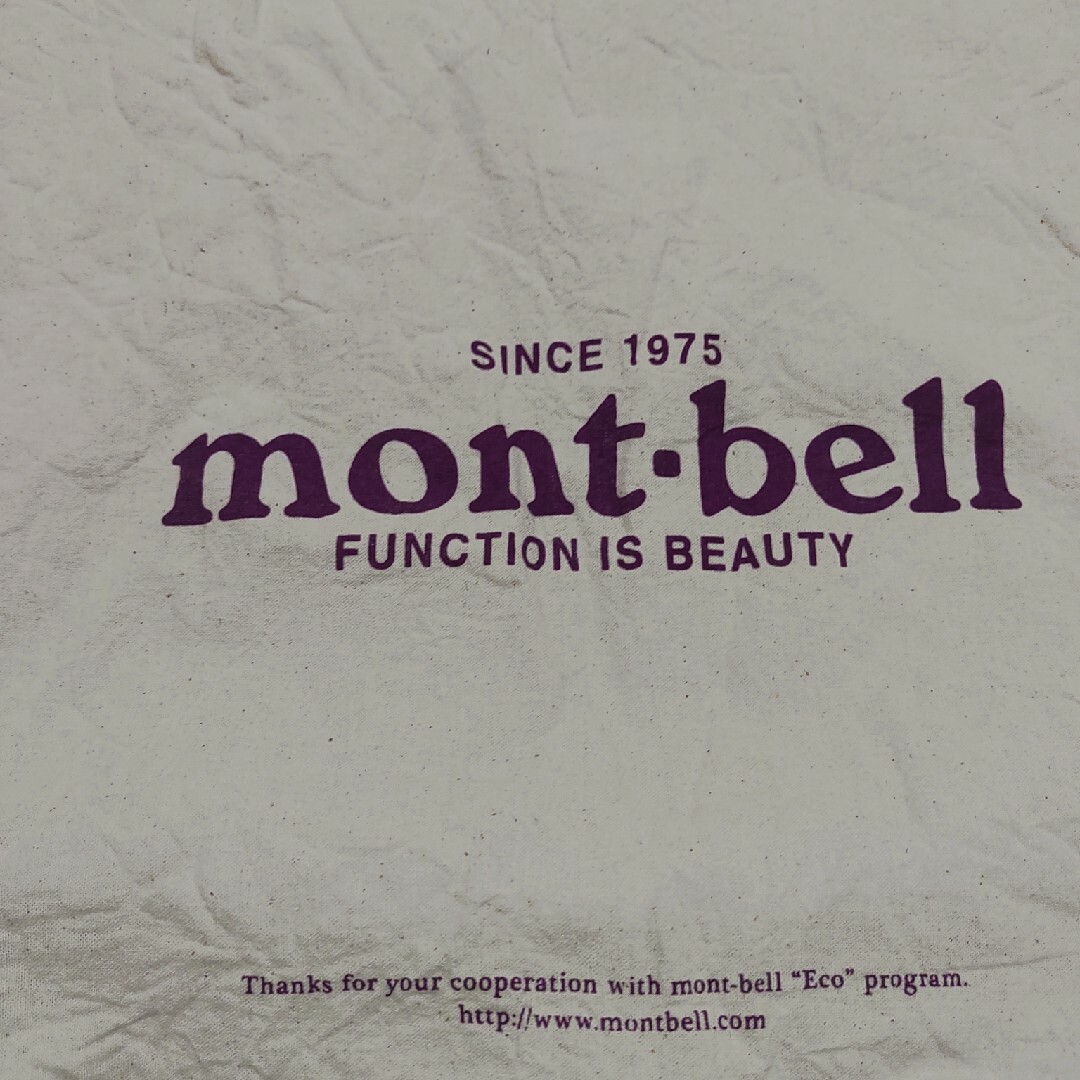 SINCE 1975
mont·bell
FUNCTION IS BEAUTY
Thanks for your cooperation with mont-bell “Eco” program.
http://www.montbell.com